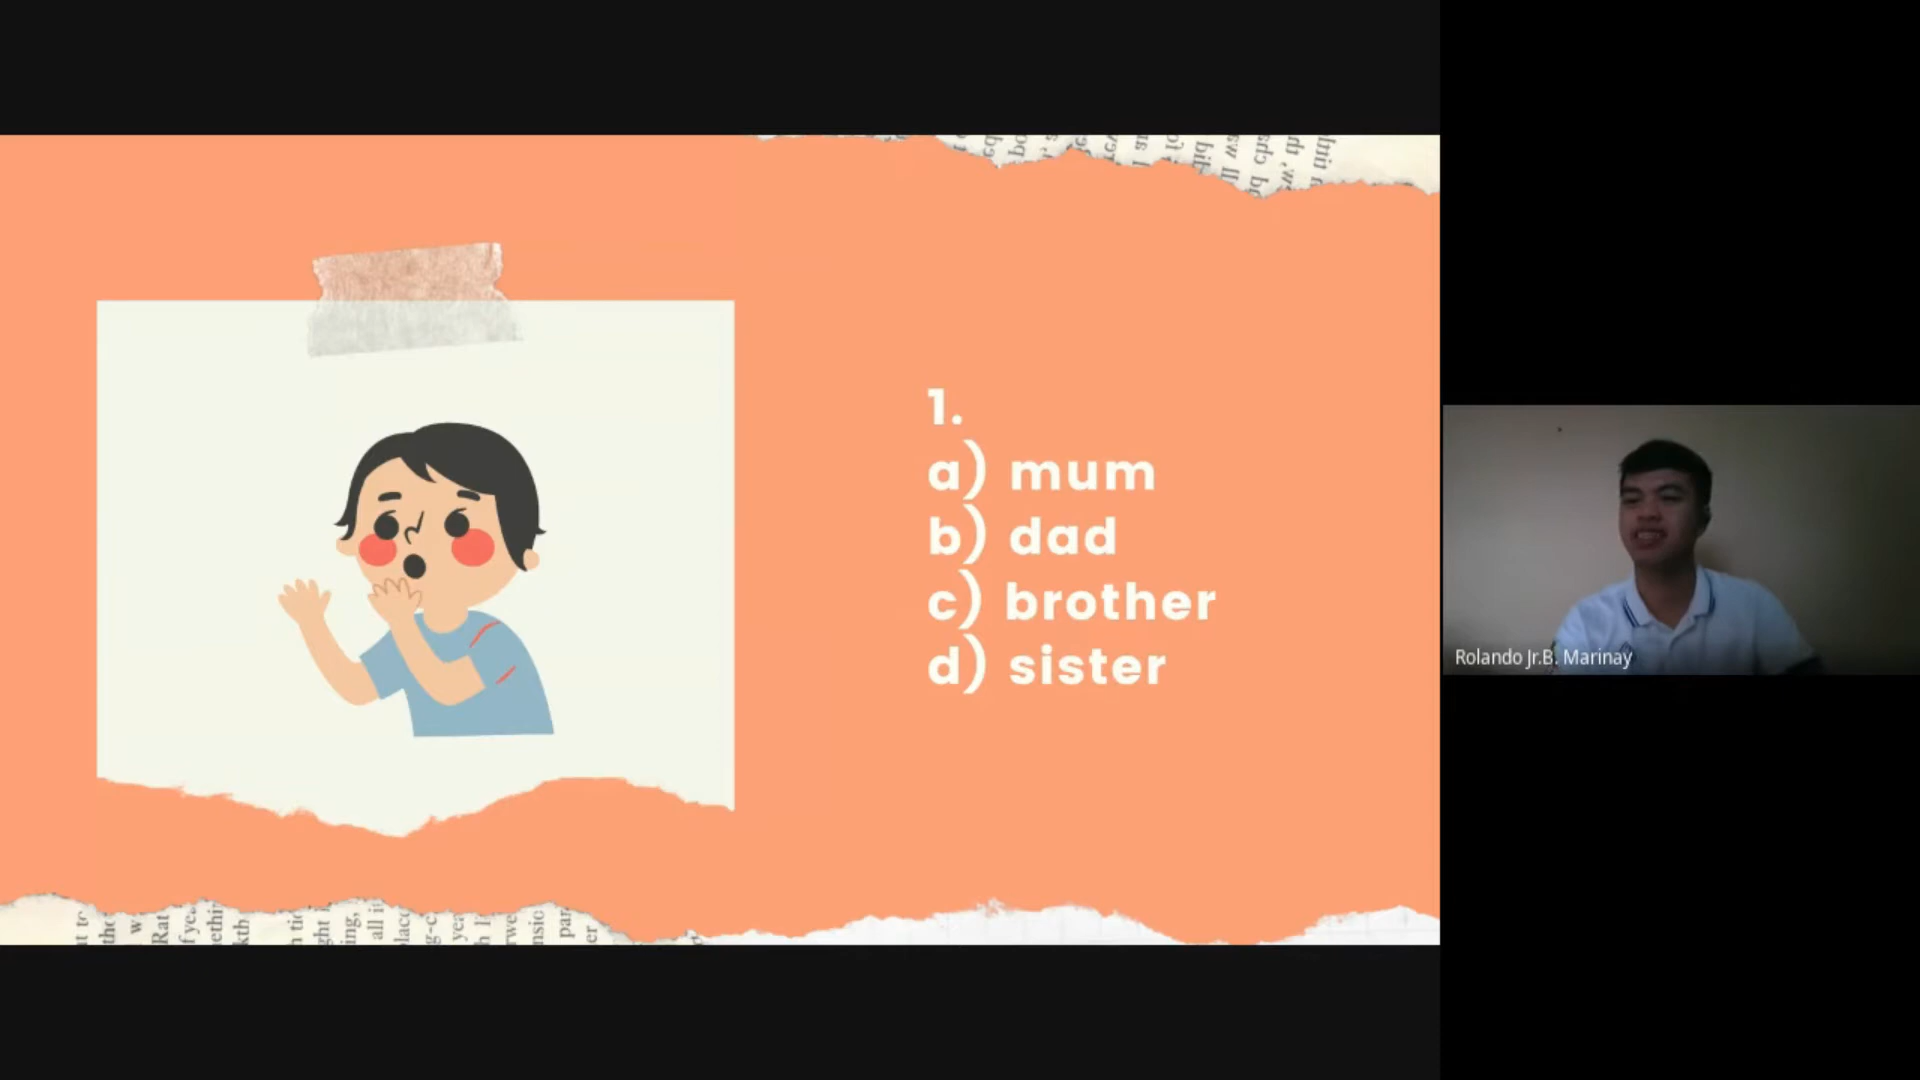 1.
a) mum
b) dad
c) brother
d) sister
Rolando Jr.B. Marinay